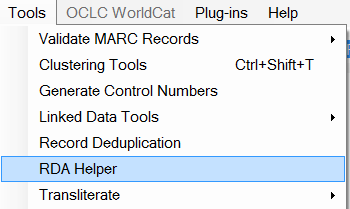 Tools OCLC WorldCat Plug-ins Help
Validate MARC Records
Clustering Tools Ctrl+Shift+T
Generate Control Numbers
Linked Data Tools
Record Deduplication
RDA Helper
Transliterate